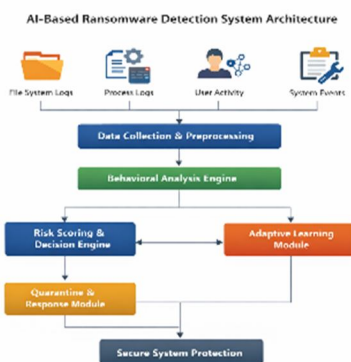 AI-Based Ransomware Detection System Architecture
File System Logs
Process Logs
User Activity
System Events
Data Collection & Preprocessing
Behavioral Analysis Engine
Risk Scoring &
Decision Engine
Adaptive Learning
Module
Quarantine &
Response Module
Secure System Protection